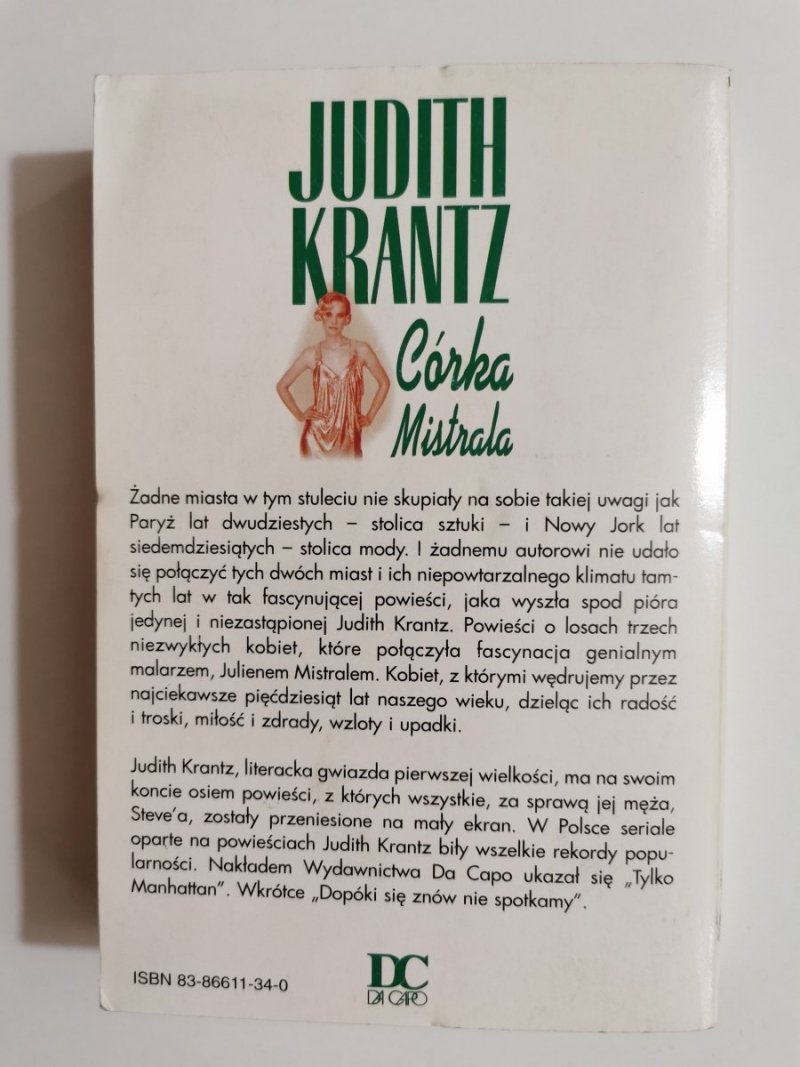 JUDITH
KRANTZ
Córka
Mistrala
Żadne miasta w tym stuleciu nie skupiały na sobie takiej uwagi jak
Paryż lat dwudziestych – stolica sztuki – i Nowy Jork lat
siedemdziesiątych – stolica mody. I żadnemu autorowi nie udało
się połączyć tych dwóch miast i ich niepowtarzalnego klimatu tam-
tych lat w tak fascynującej powieści, jaka wyszła spod pióra
jedynej i niezastąpionej Judith Krantz. Powieści o losach trzech
niezwykłych kobiet, które połączyła fascynacja genialnym
malarzem, Julienem Mistralem. Kobiet, z którymi wędrujemy przez
najciekawsze pięćdziesiąt lat naszego wieku, dzieląc ich radość
i troski, miłość i zdrady, wzloty i upadki.
Judith Krantz, literacka gwiazda pierwszej wielkości, ma na swoim
koncie osiem powieści, z których wszystkie, za sprawą jej męża,
Steve'a, zostały przeniesione na mały ekran. W Polsce seriale
oparte na powieściach Judith Krantz biły wszelkie rekordy popu-
larności. Nakładem Wydawnictwa Da Capo ukazał się „Tylko
Manhattan”. Wkrótce „Dopóki się znów nie spotkamy”.
ISBN 83-86611-34-0
DC
DA CAPO